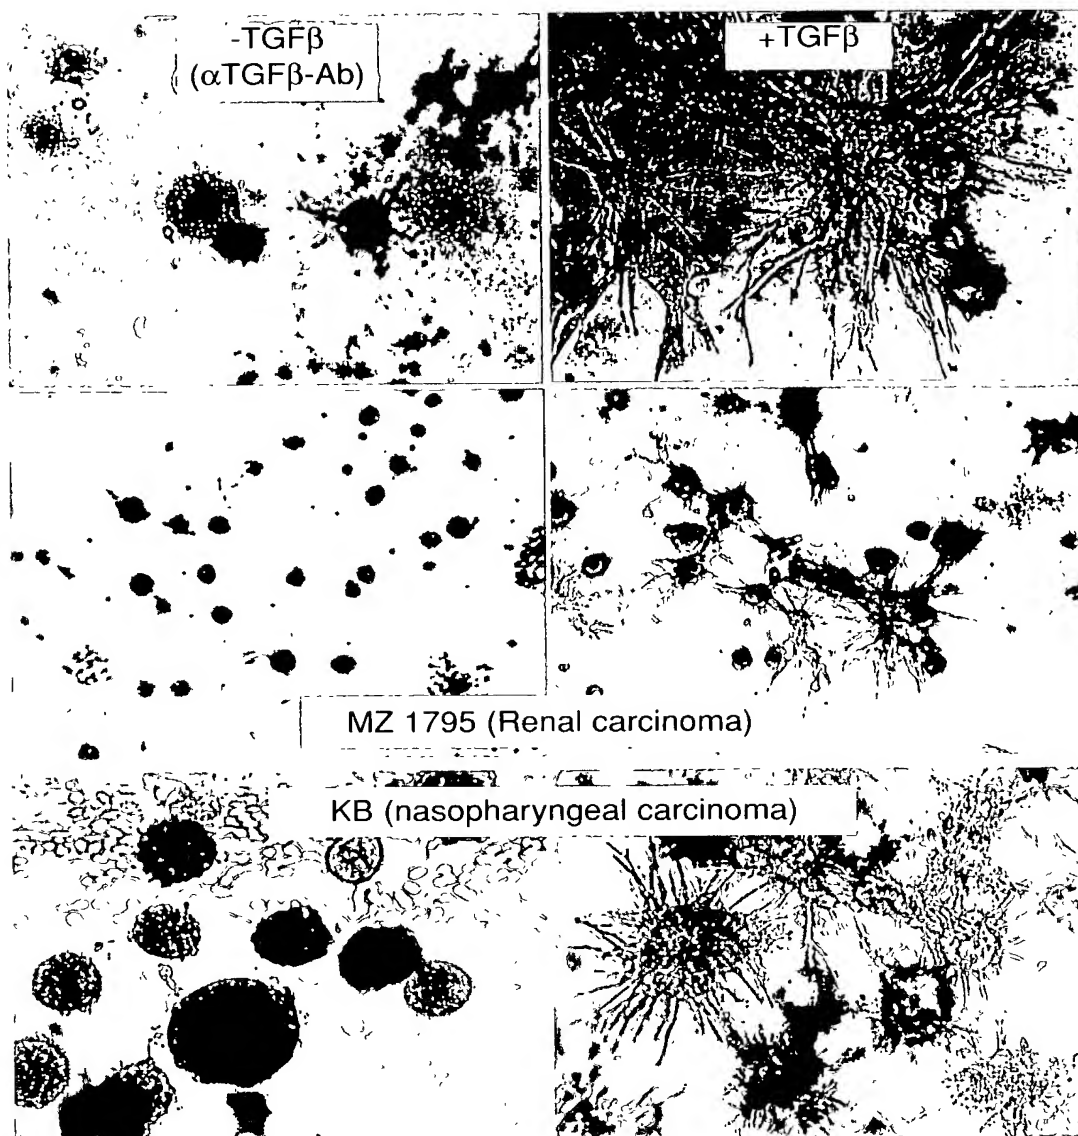 -TGFβ
(αTGFβ-Ab)
+TGFβ
MZ 1795 (Renal carcinoma)
KB (nasopharyngeal carcinoma)